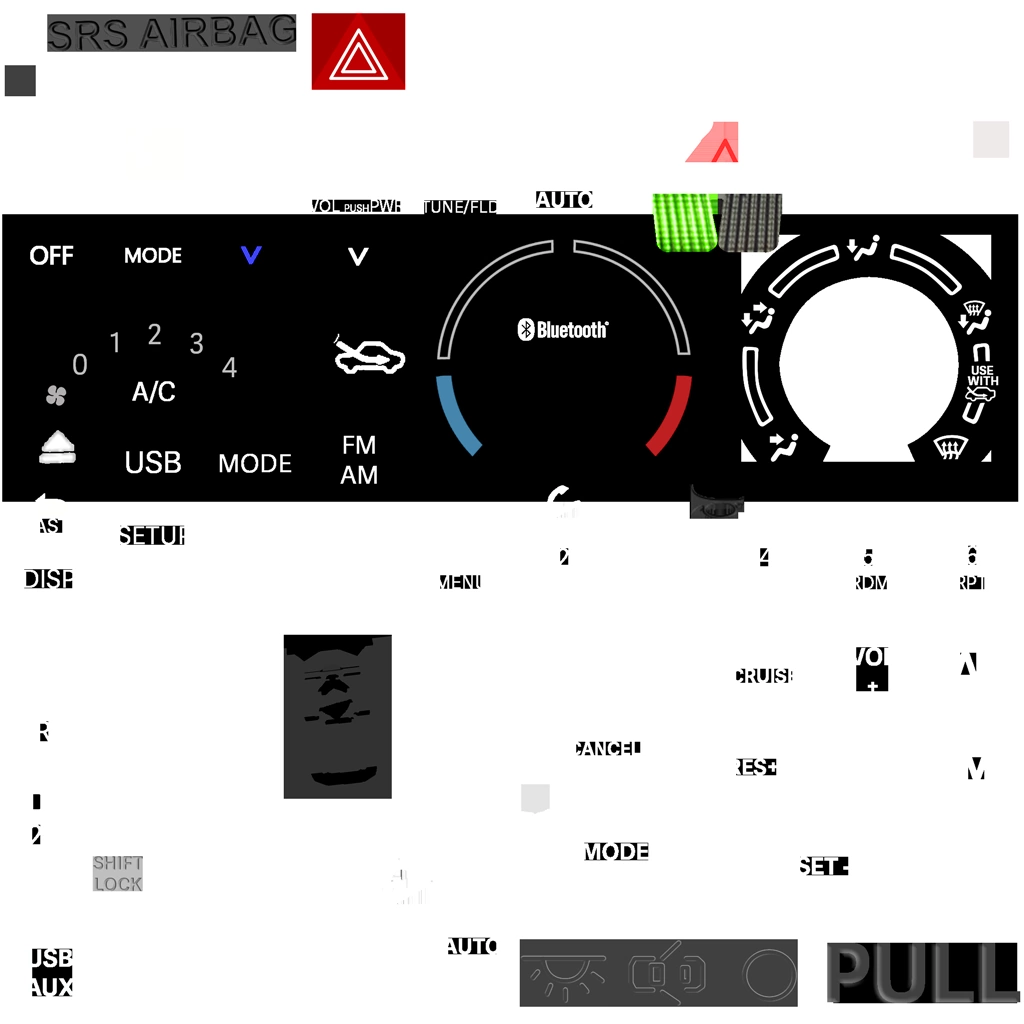 SRS AIRBAG
VOL PUSH PWR
TUNE/FLD
AUTO
OFF
MODE
Bluetooth
0 1 2 3 4
A/C
USE
WITH
USB
MODE
FM
AM
AS
SETUP
DISP
MENU
2
4
5
6
RDM
RPT
CRUISE
VOL
+
R
CANCEL
RES+
M
2
MODE
SHIFT
LOCK
SET -
AUTO
USB
AUX
PULL